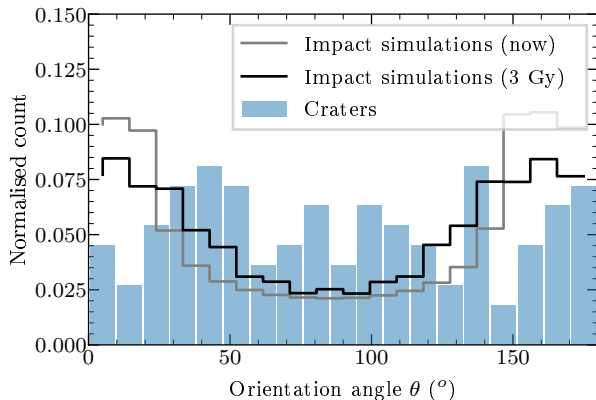 0.150
0.125
0.100
0.075
0.050
0.025
0.000
Normalised count
Impact simulations (now)
Impact simulations (3 Gy)
Craters
0 50 100 150
Orientation angle θ (°)